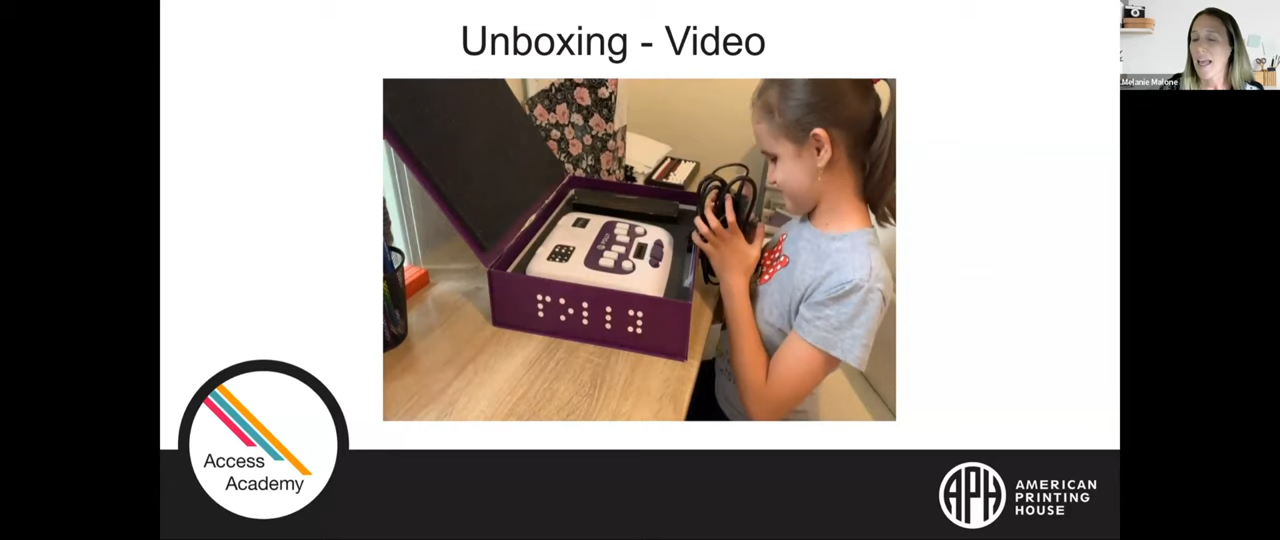 Unboxing - Video
Melanie Malone
Access
Academy
APH
AMERICAN
PRINTING
HOUSE